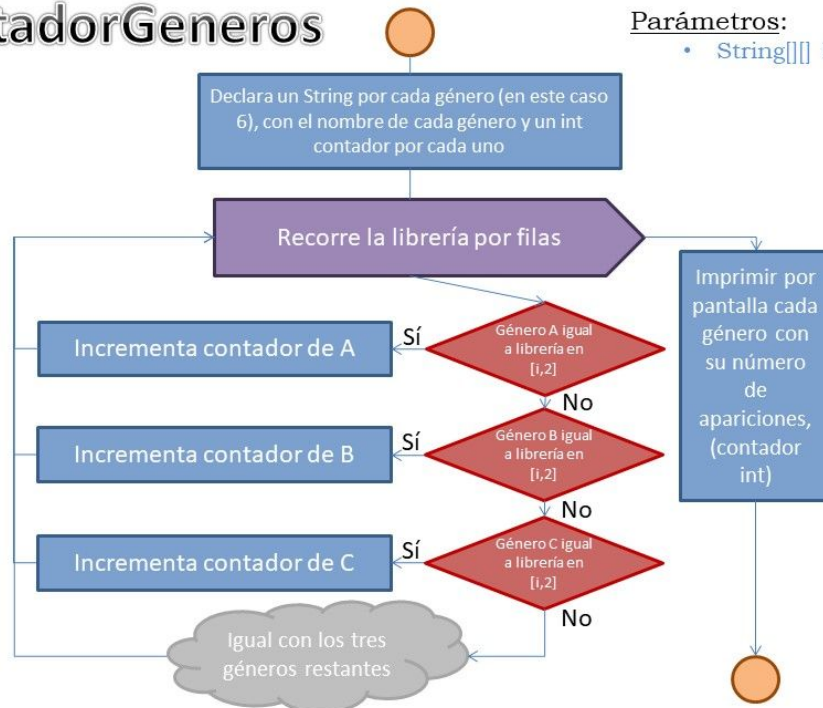 tadorGeneros
Parámetros:
• String[][]
Declara un String por cada género (en este caso
6), con el nombre de cada género y un int
contador por cada uno
Recorre la librería por filas
Género A igual
a librería en
[i,2]
Sí
Incrementa contador de A
No
Género B igual
a librería en
[i,2]
Sí
Incrementa contador de B
No
Género C igual
a librería en
[i,2]
Sí
Incrementa contador de C
No
Igual con los tres
géneros restantes
Imprimir por
pantalla cada
género con
su número
de
apariciones,
(contador
int)